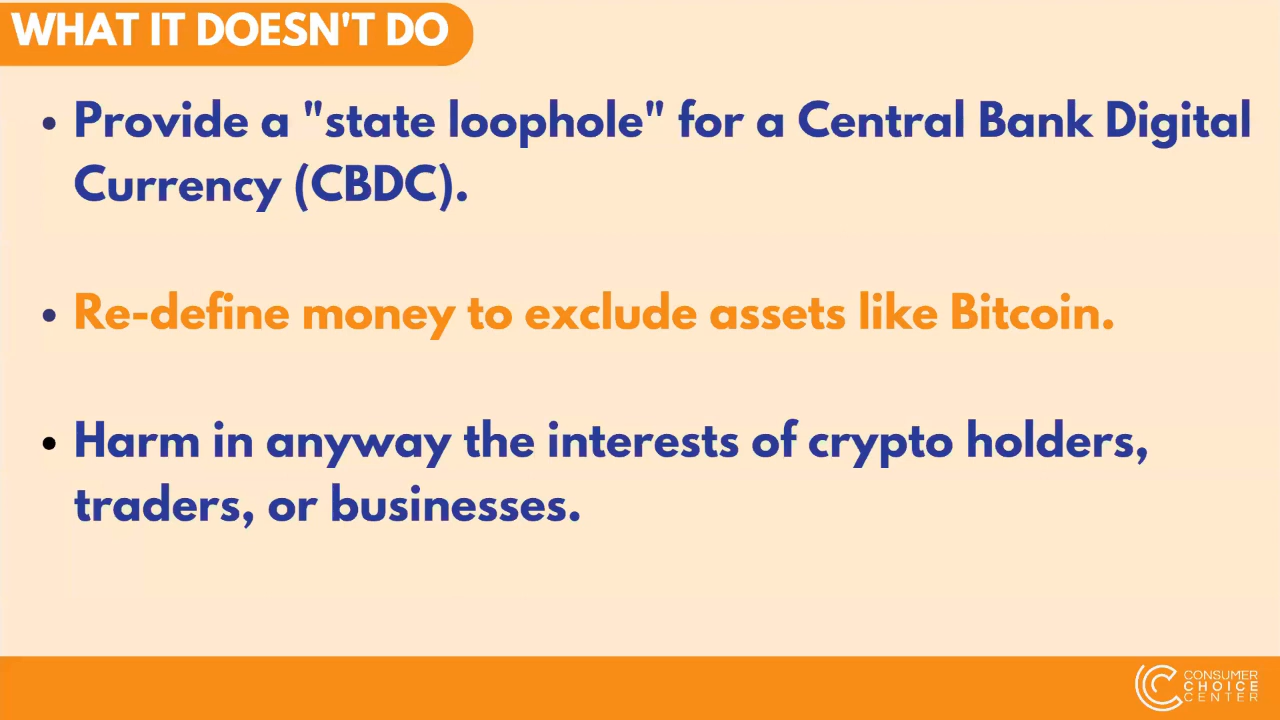 WHAT IT DOESN'T DO
• Provide a "state loophole" for a Central Bank Digital
Currency (CBDC).
• Re-define money to exclude assets like Bitcoin.
• Harm in anyway the interests of crypto holders,
traders, or businesses.
CONSUMER
CHOICE
CENTER